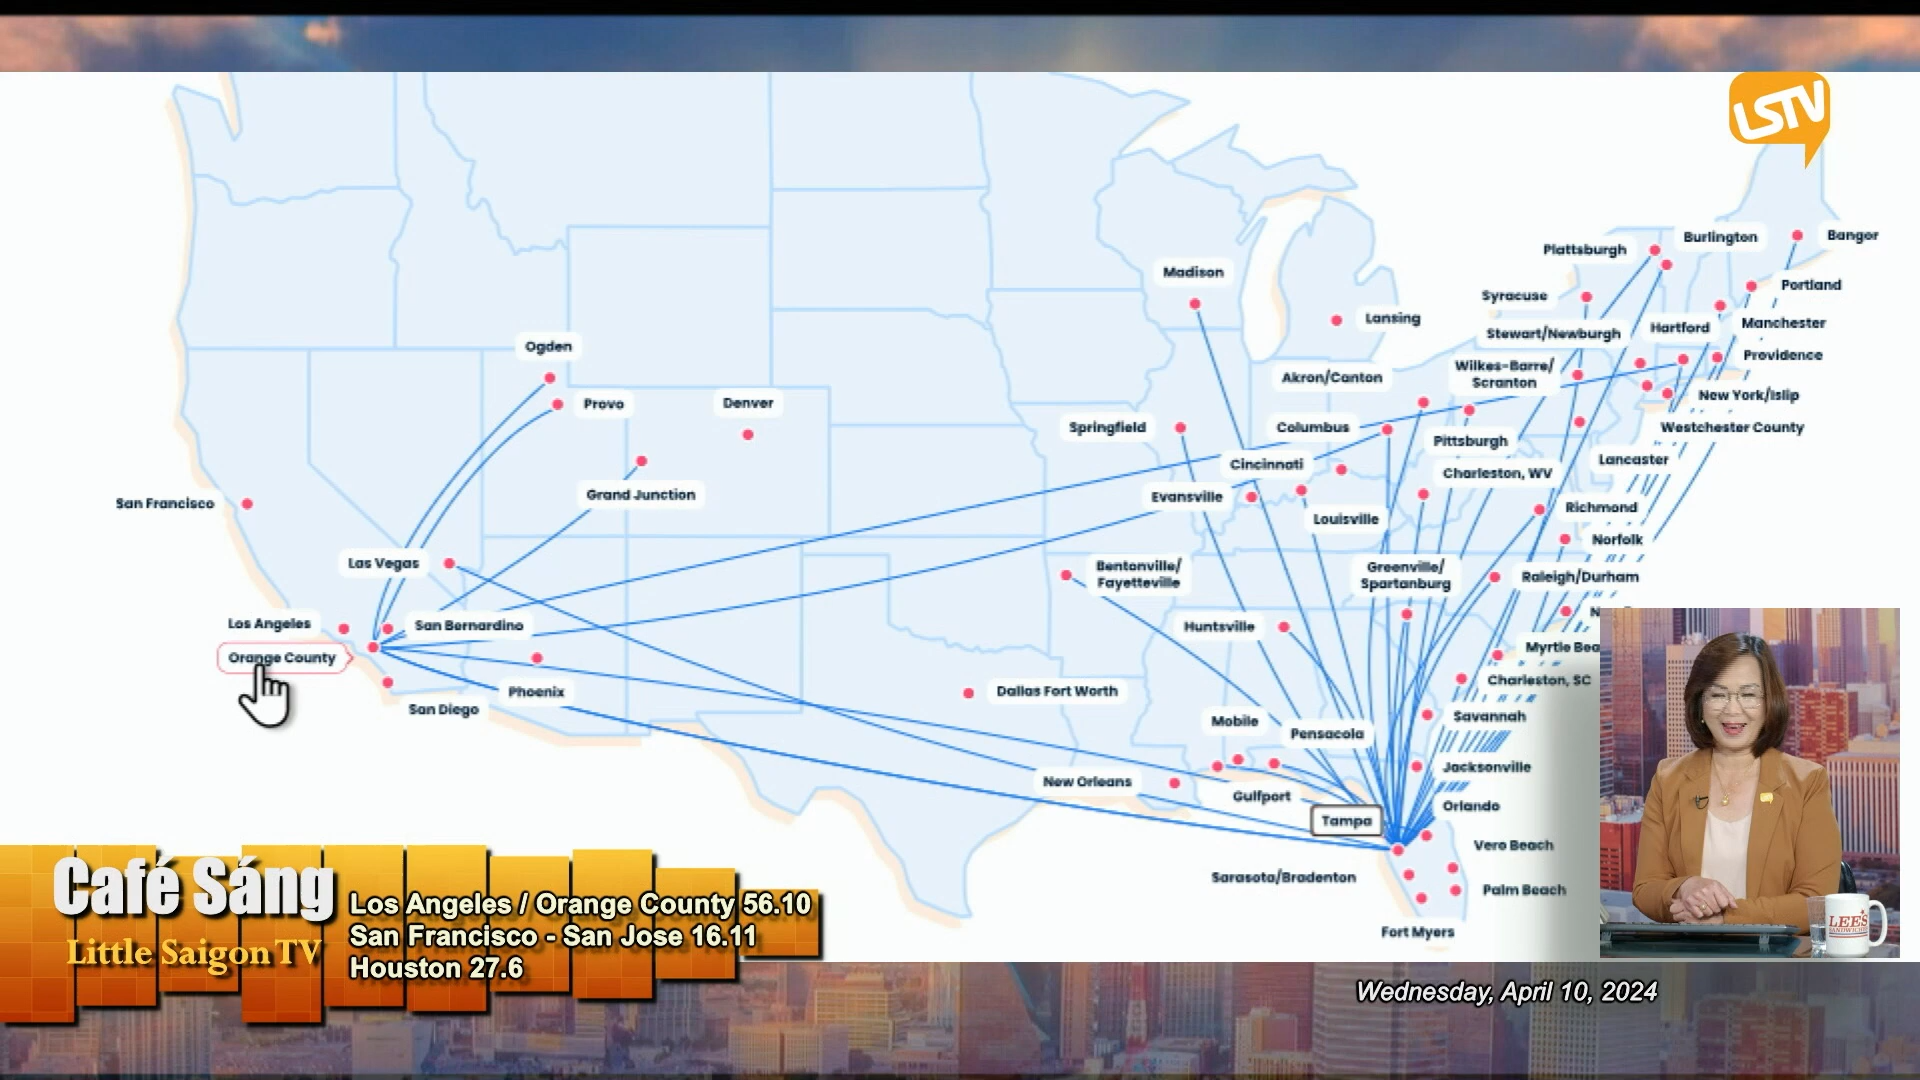 LSTV
Plattsburgh
Burlington
Bangor
Madison
Syracuse
Portland
Lansing
Stewart/Newburgh
Hartford
Manchester
Ogden
Akron/Canton
Wilkes-Barre/
Scranton
Providence
Provo
Denver
New York/Islip
Springfield
Columbus
Pittsburgh
Westchester County
Cincinnati
Charleston, WV
Lancaster
San Francisco
Grand Junction
Evansville
Louisville
Richmond
Las Vegas
Norfolk
Bentonville/
Fayetteville
Greenville/
Spartanburg
Raleigh/Durham
Los Angeles
San Bernardino
Huntsville
Orange County
Myrtle Bea
Phoenix
Dallas Fort Worth
Charleston, SC
San Diego
Mobile
Pensacola
Savannah
New Orleans
Gulfport
Jacksonville
Tampa
Orlando
Sarasota/Bradenton
Vero Beach
Palm Beach
Fort Myers
Café Sáng
Little Saigon TV
Los Angeles / Orange County 56.10
San Francisco - San Jose 16.11
Houston 27.6
LEE'S
SANDWICHES
Wednesday, April 10, 2024